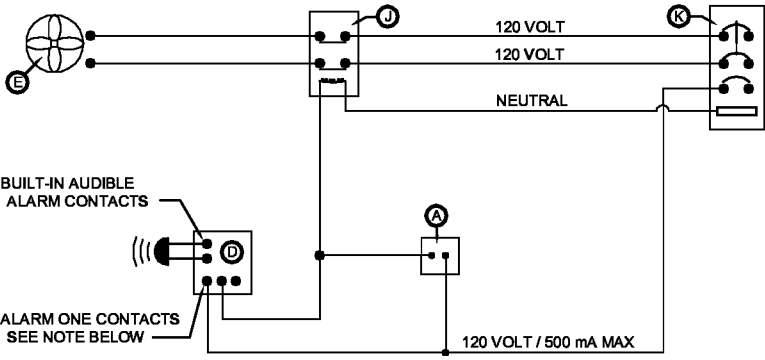 J
K
120 VOLT
120 VOLT
E
NEUTRAL
BUILT-IN AUDIBLE
ALARM CONTACTS
A
D
ALARM ONE CONTACTS
SEE NOTE BELOW
120 VOLT / 500 mA MAX